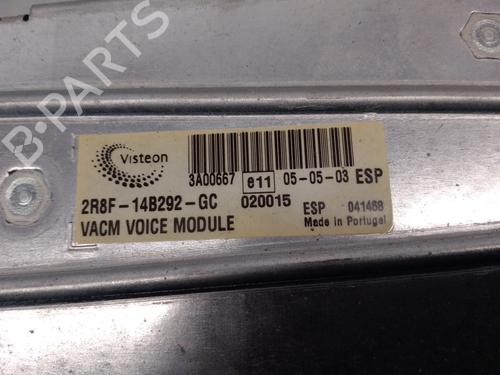 B-PARTS
Visteon
3A00667 e11 05-05-03 ESP
2R8F-14B292-GC 020015 ESP 041468
VACM VOICE MODULE Made in Portugal